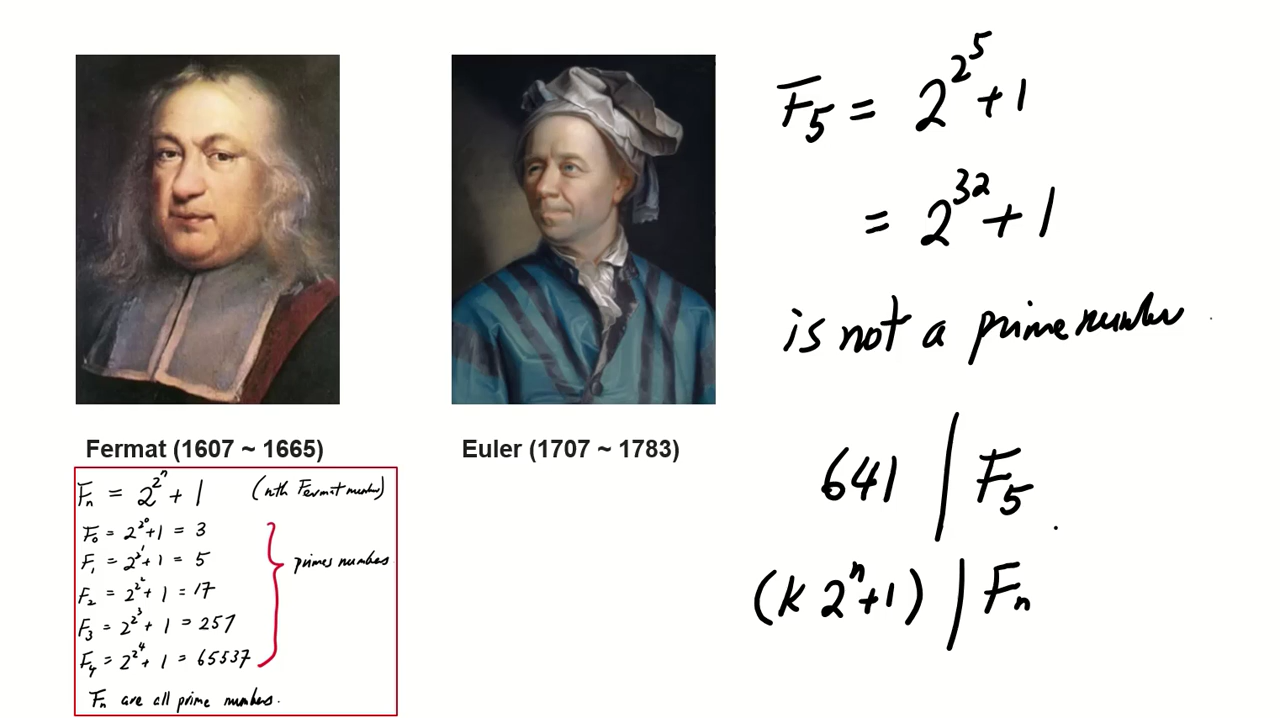 Fermat (1607 ~ 1665)
Fn = 2^2^n + 1 (nth Fermat number)
F0 = 2^2^0 + 1 = 3
F1 = 2^2^1 + 1 = 5
F2 = 2^2^2 + 1 = 17
F3 = 2^2^3 + 1 = 257
F4 = 2^2^4 + 1 = 65537
primes numbers
Fn are all prime numbers.
Euler (1707 ~ 1783)
F5 = 2^2^5 + 1
= 2^32 + 1
is not a prime number
641 | F5
(k 2^n + 1) | Fn